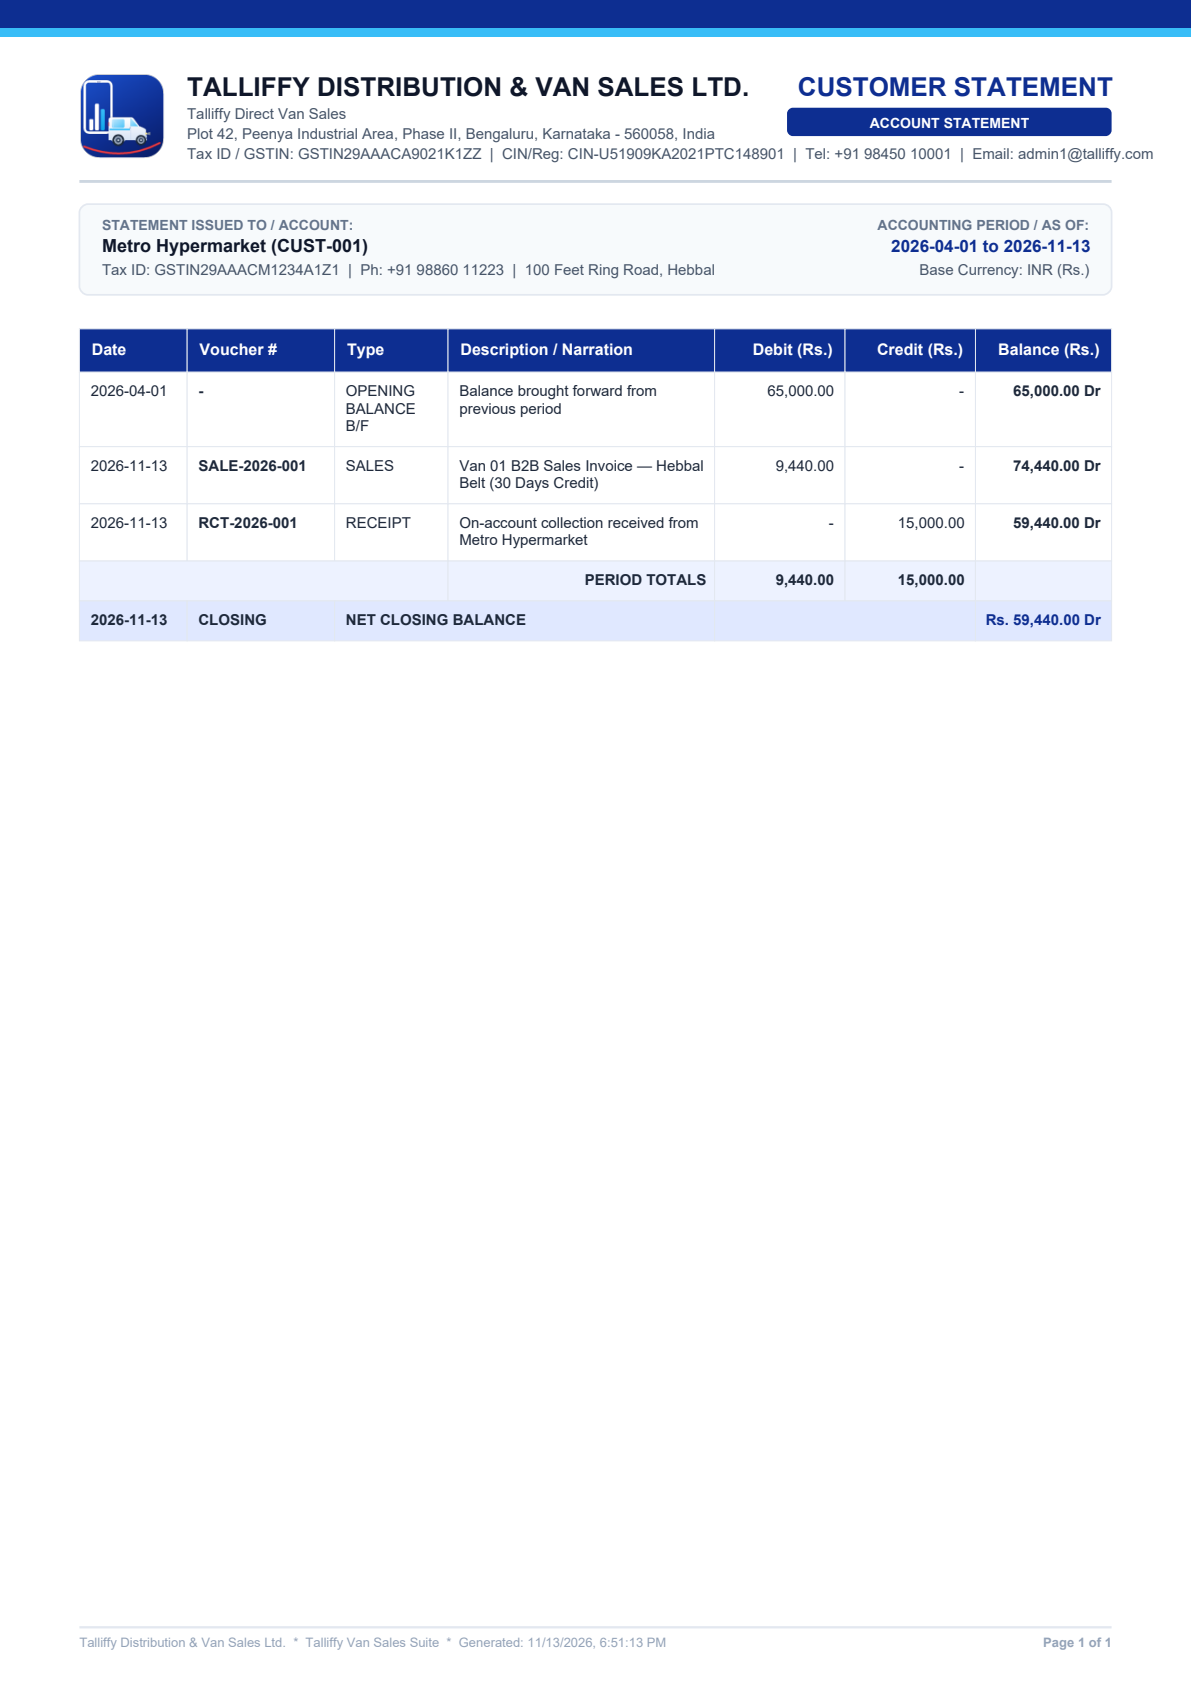 TALLIFFY DISTRIBUTION & VAN SALES LTD.
CUSTOMER STATEMENT
Talliffy Direct Van Sales
ACCOUNT STATEMENT
Plot 42, Peenya Industrial Area, Phase II, Bengaluru, Karnataka - 560058, India
Tax ID / GSTIN: GSTIN29AAACA9021K1ZZ | CIN/Reg: CIN-U51909KA2021PTC148901 | Tel: +91 98450 10001 | Email: admin1@talliffy.com
STATEMENT ISSUED TO / ACCOUNT:
ACCOUNTING PERIOD / AS OF:
Metro Hypermarket (CUST-001)
2026-04-01 to 2026-11-13
Tax ID: GSTIN29AAACM1234A1Z1 | Ph: +91 98860 11223 | 100 Feet Ring Road, Hebbal
Base Currency: INR (Rs.)
Date Voucher # Type Description / Narration Debit (Rs.) Credit (Rs.) Balance (Rs.)
2026-04-01 - OPENING Balance brought forward from 65,000.00 - 65,000.00 Dr
BALANCE previous period
B/F
2026-11-13 SALE-2026-001 SALES Van 01 B2B Sales Invoice — Hebbal 9,440.00 - 74,440.00 Dr
Belt (30 Days Credit)
2026-11-13 RCT-2026-001 RECEIPT On-account collection received from - 15,000.00 59,440.00 Dr
Metro Hypermarket
PERIOD TOTALS 9,440.00 15,000.00
2026-11-13 CLOSING NET CLOSING BALANCE Rs. 59,440.00 Dr
Talliffy Distribution & Van Sales Ltd. * Talliffy Van Sales Suite * Generated: 11/13/2026, 6:51:13 PM
Page 1 of 1